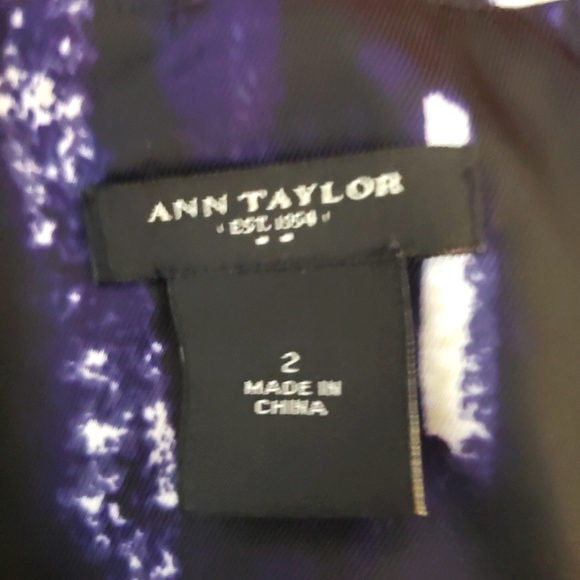 ANN TAYLOR
EST. 1954
2
MADE IN
CHINA